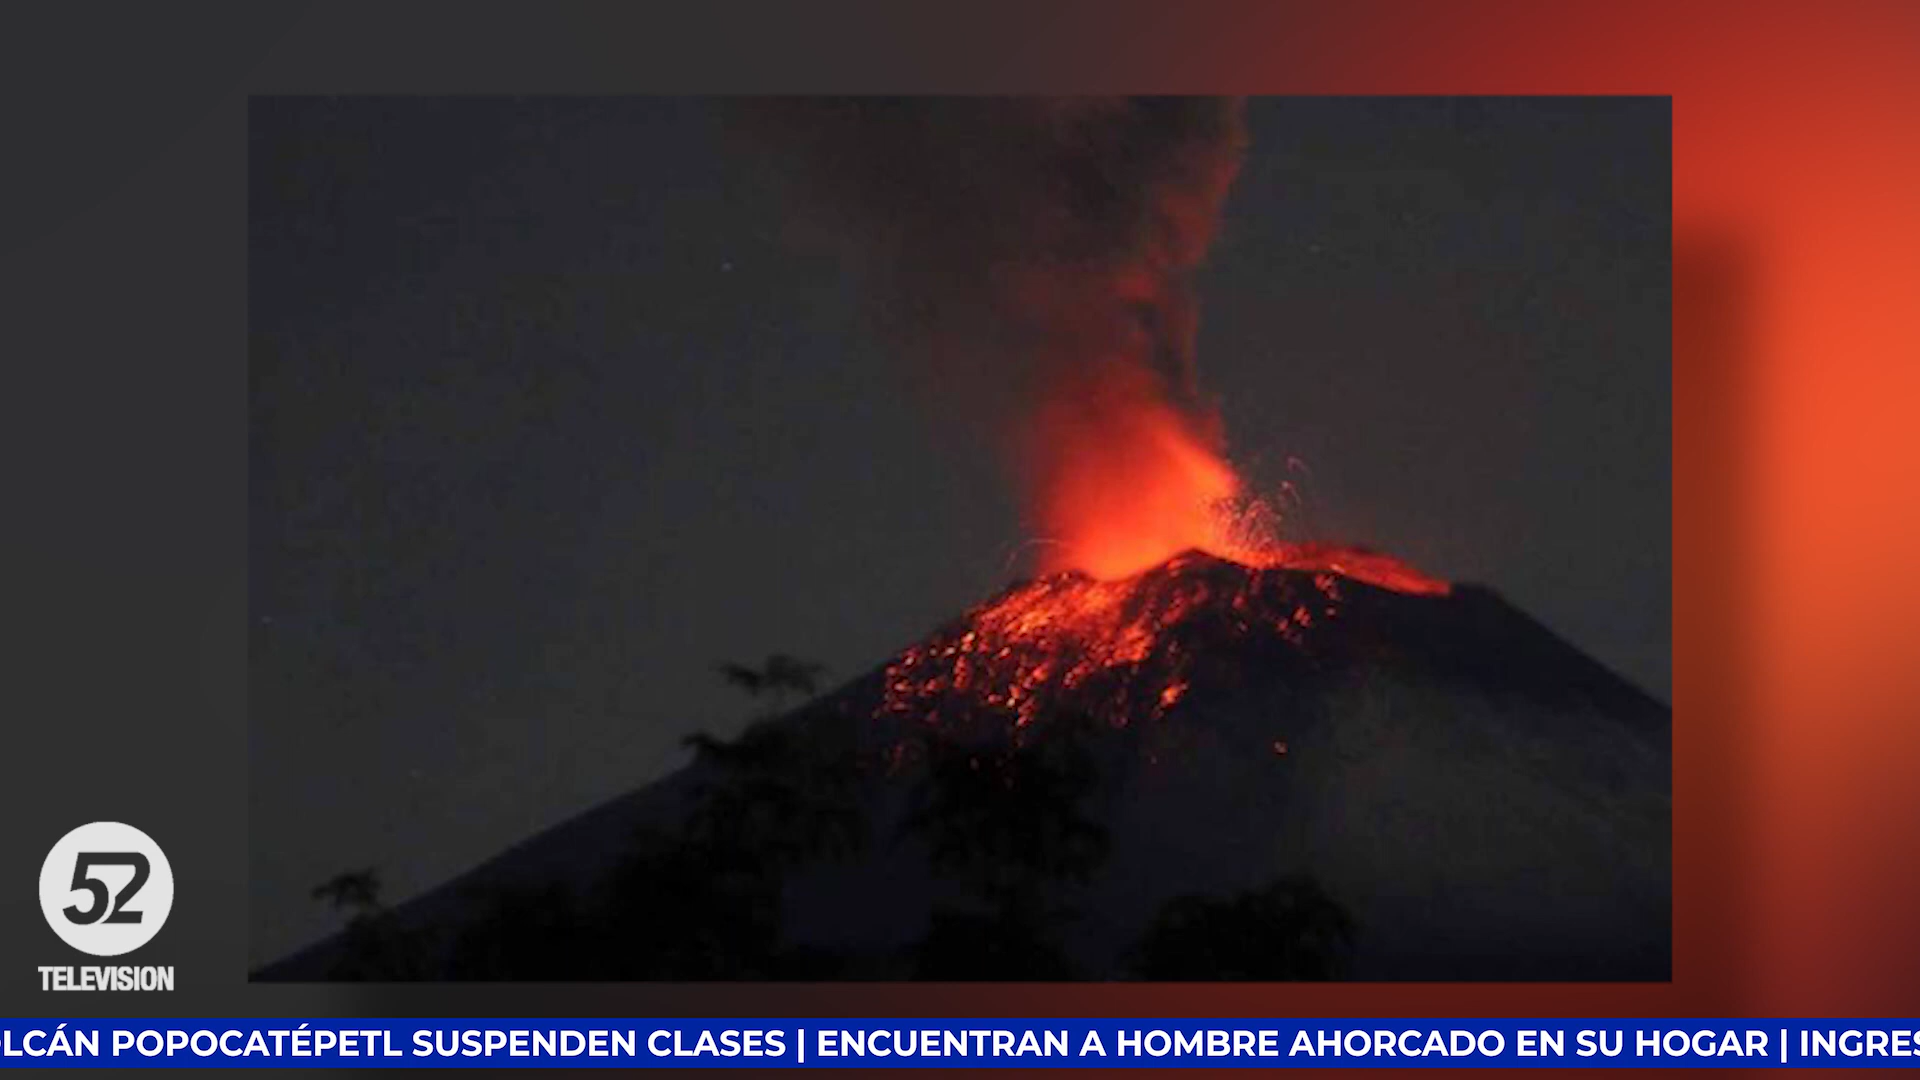 52
TELEVISION
LCÁN POPOCATÉPETL SUSPENDEN CLASES | ENCUENTRAN A HOMBRE AHORCADO EN SU HOGAR | INGRES